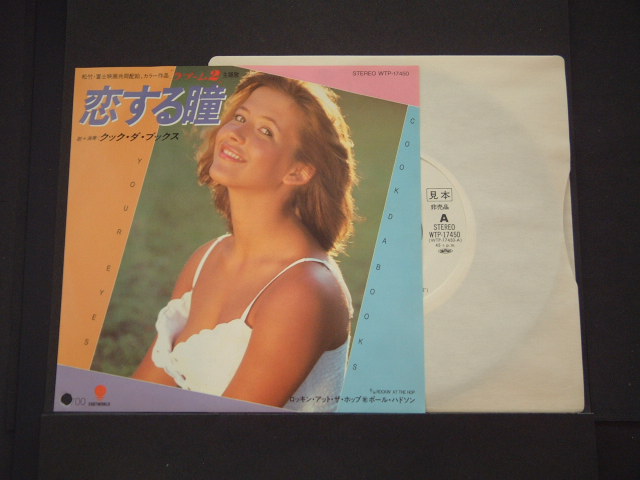 松竹・富士映画共同配給、カラー作品、ラ・ブーム2 主題歌
STEREO WTP-17450
恋する瞳
歌+演奏 クック・ダ・ブックス
YOUR EYES
COOK DA BOOKS
ROCKIN' AT THE HOP
ロッキン・アット・ザ・ホップ ポール・ハドソン
見本
非売品
A
STEREO
WTP-17450
(WTP-17450-A)
45 r.p.m